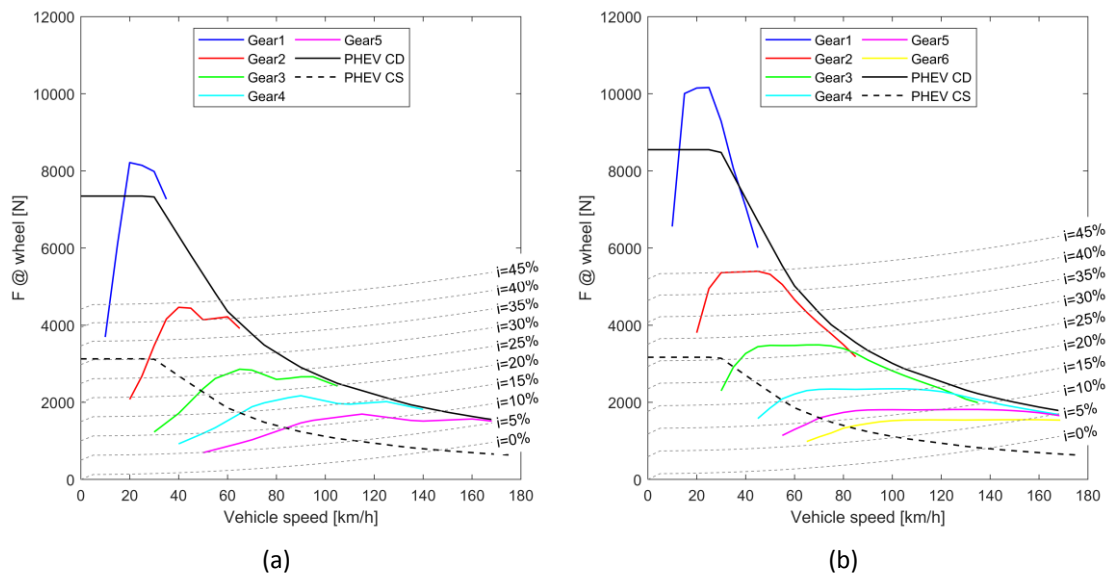 12000
10000
8000
6000
4000
2000
0
F @ wheel [N]
Gear1
Gear2
Gear3
Gear4
Gear5
PHEV CD
PHEV CS
i=45%
i=40%
i=35%
i=30%
i=25%
i=20%
i=15%
i=10%
i=5%
i=0%
0 20 40 60 80 100 120 140 160 180
Vehicle speed [km/h]
(a)
12000
10000
8000
6000
4000
2000
0
F @ wheel [N]
Gear1
Gear2
Gear3
Gear4
Gear5
Gear6
PHEV CD
PHEV CS
i=45%
i=40%
i=35%
i=30%
i=25%
i=20%
i=15%
i=10%
i=5%
i=0%
0 20 40 60 80 100 120 140 160 180
Vehicle speed [km/h]
(b)